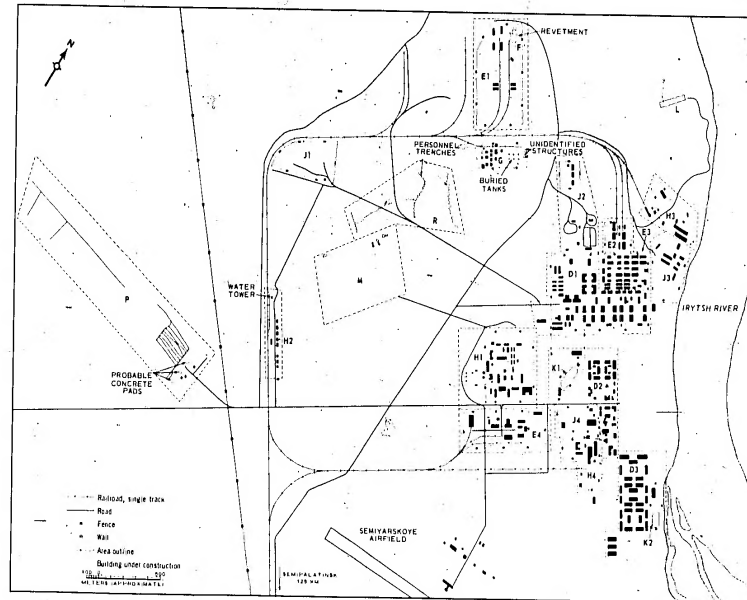 N
REVETMENT
F
E1
L
PERSONNEL
TRENCHES
UNIDENTIFIED
STRUCTURES
G
BURIED
TANKS
J1
J2
H3
R
E3
E2
J3
D1
WATER
TOWER
M
P
IRYTSH RIVER
H2
PROBABLE
CONCRETE
PADS
H1
K1
D2
J4
E4
H4
D3
K2
Railroad, single track
Road
Fence
Wall
Area outline
Building under construction
500
METERS (APPROXIMATE)
SEMIYARSKOYE
AIRFIELD
SEMIPALATINSK